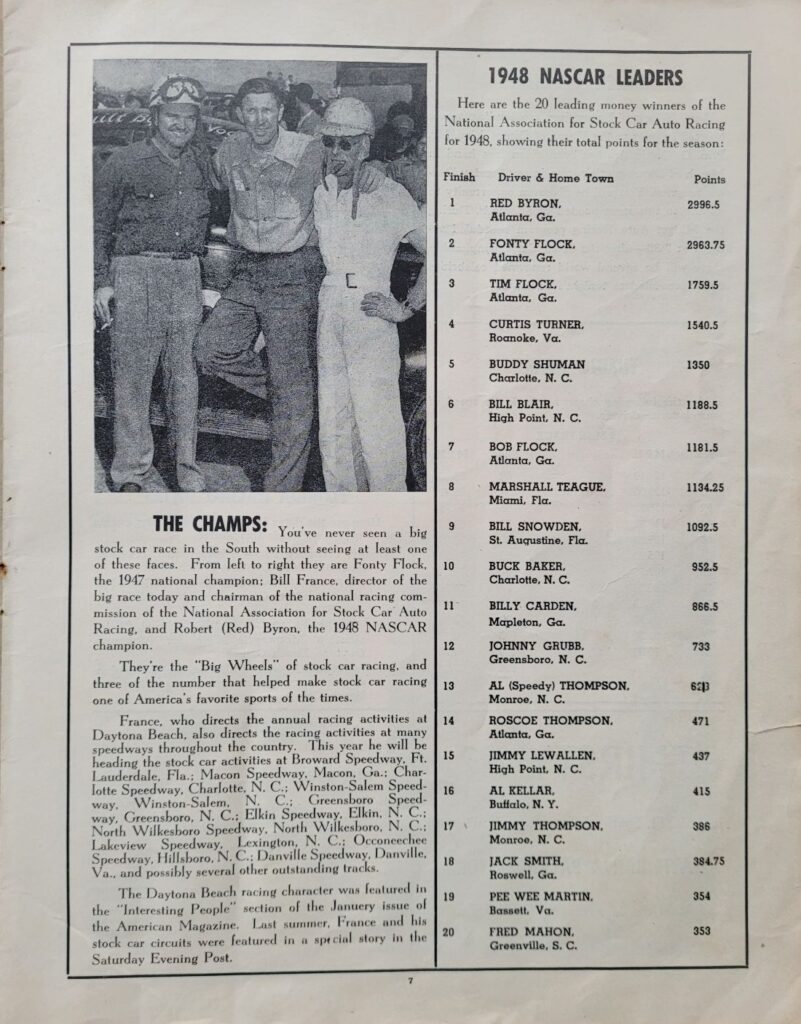 THE CHAMPS: You've never seen a big
stock car race in the South without seeing at least one
of these faces. From left to right they are Fonty Flock,
the 1947 national champion; Bill France, director of the
big race today and chairman of the national racing com-
mission of the National Association for Stock Car Auto
Racing, and Robert (Red) Byron, the 1948 NASCAR
champion.
They're the "Big Wheels" of stock car racing, and
three of the number that helped make stock car racing
one of America's favorite sports of the times.
France, who directs the annual racing activities at
Daytona Beach, also directs the racing activities at many
speedways throughout the country. This year he will be
heading the stock car activities at Broward Speedway, Ft.
Lauderdale, Fla.; Macon Speedway, Macon, Ga.; Char-
lotte Speedway, Charlotte, N. C.; Winston-Salem Speed-
way, Winston-Salem, N. C.; Greensboro Speed-
way, Greensboro, N. C.; Elkin Speedway, Elkin, N. C.;
North Wilkesboro Speedway, North Wilkesboro, N. C.;
Lakeview Speedway, Lexington, N. C.; Occoneechee
Speedway, Hillsboro, N. C.; Danville Speedway, Danville,
Va., and possibly several other outstanding tracks.
The Daytona Beach racing character was featured in
the "Interesting People" section of the Januery issue of
the American Magazine. Last summer, France and his
stock car circuits were featured in a special story in the
Saturday Evening Post.
1948 NASCAR LEADERS
Here are the 20 leading money winners of the
National Association for Stock Car Auto Racing
for 1948, showing their total points for the season:
Finish Driver & Home Town Points
1 RED BYRON, 2996.5
Atlanta, Ga.
2 FONTY FLOCK, 2963.75
Atlanta, Ga.
3 TIM FLOCK, 1759.5
Atlanta, Ga.
4 CURTIS TURNER, 1540.5
Roanoke, Va.
5 BUDDY SHUMAN 1350
Charlotte, N. C.
6 BILL BLAIR, 1188.5
High Point, N. C.
7 BOB FLOCK, 1181.5
Atlanta, Ga.
8 MARSHALL TEAGUE, 1134.25
Miami, Fla.
9 BILL SNOWDEN, 1092.5
St. Augustine, Fla.
10 BUCK BAKER, 952.5
Charlotte, N. C.
11 BILLY CARDEN, 866.5
Mapleton, Ga.
12 JOHNNY GRUBB, 733
Greensboro, N. C.
13 AL (Speedy) THOMPSON,
Monroe, N. C.
14 ROSCOE THOMPSON, 471
Atlanta, Ga.
15 JIMMY LEWALLEN, 437
High Point, N. C.
16 AL KELLAR, 415
Buffalo, N. Y.
17 JIMMY THOMPSON, 386
Monroe, N. C.
18 JACK SMITH, 384.75
Roswell, Ga.
19 PEE WEE MARTIN, 354
Bassett, Va.
20 FRED MAHON, 353
Greenville, S. C.
7